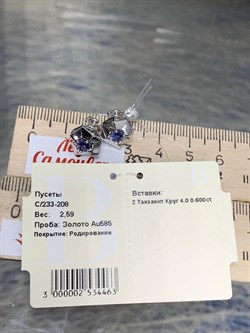 Самоцвет
Пусеты
С/233-208
Вес: 2,59
Проба: Золото Au585
Покрытие: Родирование
Вставки:
2 Танзанит Круг 4.0 0.600ct
3 000002 534463